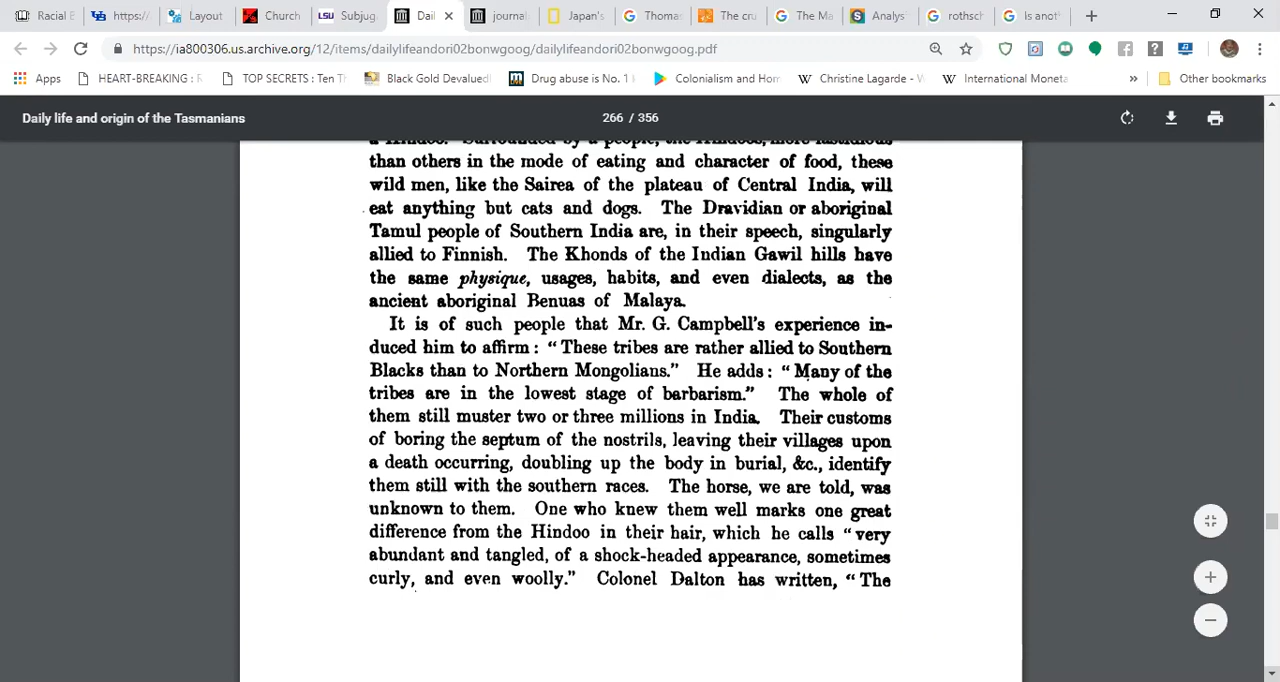 Racial B
https:/
Layout
Church
LSU Subjug
Dail
journal
Japan's
Thomas
The cru
The Ma
Analys
rothsch
Is anot
https://ia800306.us.archive.org/12/items/dailylifeandori02bonwgoog/dailylifeandori02bonwgoog.pdf
Apps
HEART-BREAKING : R
TOP SECRETS : Ten Th
Black Gold Devalued
Drug abuse is No. 1 k
Colonialism and Hom
Christine Lagarde - W
International Moneta
»
Other bookmarks
Daily life and origin of the Tasmanians
266 / 356
than others in the mode of eating and character of food, these
wild men, like the Sairea of the plateau of Central India, will
eat anything but cats and dogs. The Dravidian or aboriginal
Tamul people of Southern India are, in their speech, singularly
allied to Finnish. The Khonds of the Indian Gawil hills have
the same physique, usages, habits, and even dialects, as the
ancient aboriginal Benuas of Malaya.
It is of such people that Mr. G. Campbell's experience in-
duced him to affirm : "These tribes are rather allied to Southern
Blacks than to Northern Mongolians." He adds : "Many of the
tribes are in the lowest stage of barbarism." The whole of
them still muster two or three millions in India. Their customs
of boring the septum of the nostrils, leaving their villages upon
a death occurring, doubling up the body in burial, &c., identify
them still with the southern races. The horse, we are told, was
unknown to them. One who knew them well marks one great
difference from the Hindoo in their hair, which he calls "very
abundant and tangled, of a shock-headed appearance, sometimes
curly, and even woolly." Colonel Dalton has written, "The